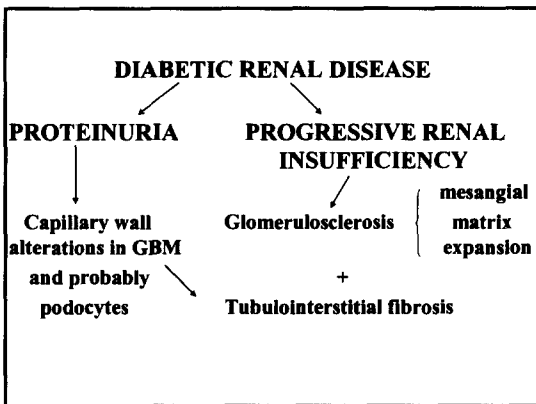 DIABETIC RENAL DISEASE
PROTEINURIA
PROGRESSIVE RENAL
INSUFFICIENCY
Capillary wall
alterations in GBM
and probably
podocytes
Glomerulosclerosis
mesangial
matrix
expansion
+
Tubulointerstitial fibrosis